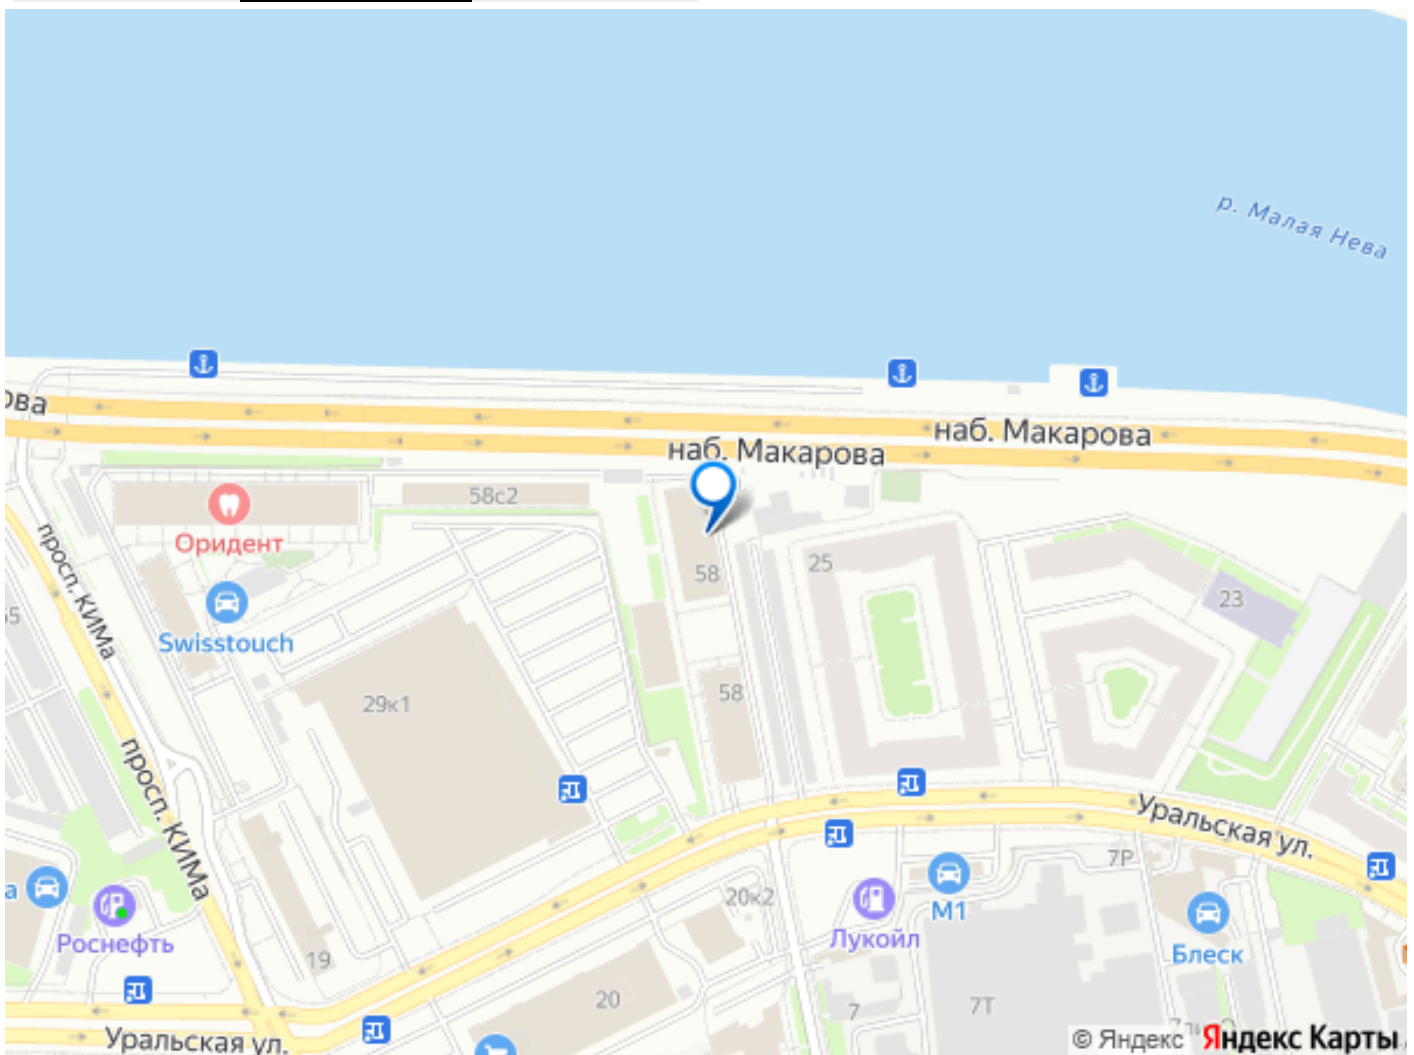 р. Малая Нева
ова
наб. Макарова
наб. Макарова
58с2
Оридент
просп. КИМа
25
58
23
Swisstouch
58
29к1
просп. КИМа
Уральская ул.
7Р
20к2
М1
а
Роснефть
Лукойл
Блеск
19
20
7
7Т
Уральская ул.
© Яндекс Яндекс Карты